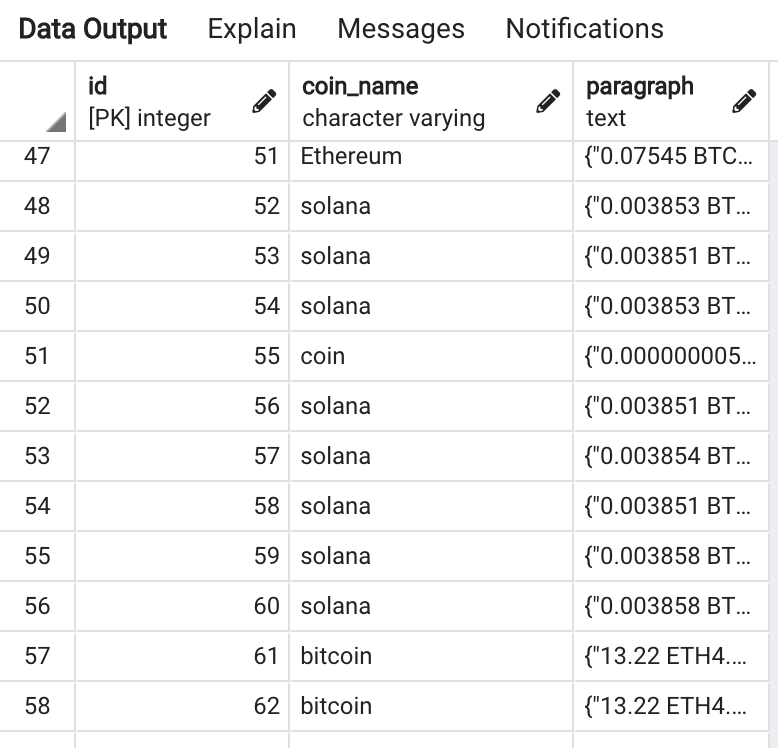 Data Output Explain Messages Notifications
id coin_name paragraph
[PK] integer character varying text
47 51 Ethereum {"0.07545 BTC...
48 52 solana {"0.003853 BT...
49 53 solana {"0.003851 BT...
50 54 solana {"0.003853 BT...
51 55 coin {"0.000000005...
52 56 solana {"0.003851 BT...
53 57 solana {"0.003854 BT...
54 58 solana {"0.003851 BT...
55 59 solana {"0.003858 BT...
56 60 solana {"0.003858 BT...
57 61 bitcoin {"13.22 ETH4....
58 62 bitcoin {"13.22 ETH4....